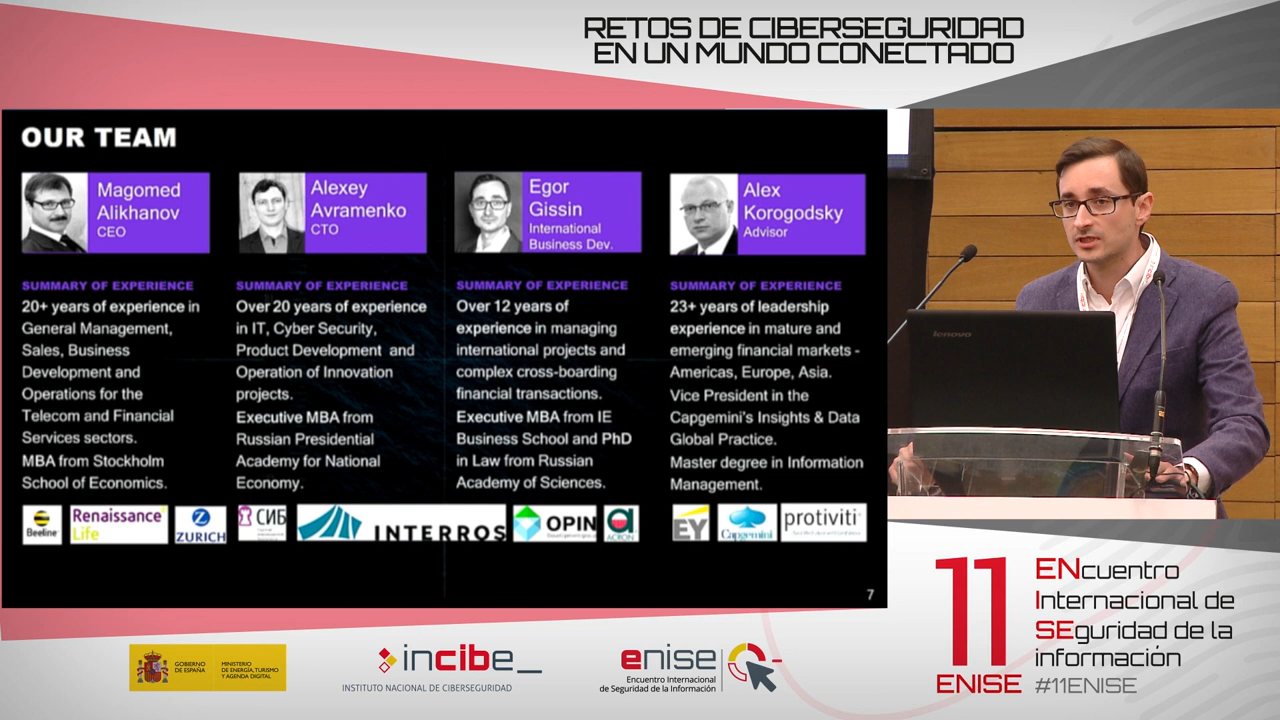 RETOS DE CIBERSEGURIDAD
EN UN MUNDO CONECTADO
OUR TEAM
Magomed
Alikhanov
CEO
Alexey
Avramenko
CTO
Egor
Gissin
International
Business Dev.
Alex
Korogodsky
Advisor
SUMMARY OF EXPERIENCE
20+ years of experience in
General Management,
Sales, Business
Development and
Operations for the
Telecom and Financial
Services sectors.
MBA from Stockholm
School of Economics.
SUMMARY OF EXPERIENCE
Over 20 years of experience
in IT, Cyber Security,
Product Development and
Operation of Innovation
projects.
Executive MBA from
Russian Presidential
Academy for National
Economy.
SUMMARY OF EXPERIENCE
Over 12 years of
experience in managing
international projects and
complex cross-boarding
financial transactions.
Executive MBA from IE
Business School and PhD
in Law from Russian
Academy of Sciences.
SUMMARY OF EXPERIENCE
23+ years of leadership
experience in mature and
emerging financial markets -
Americas, Europe, Asia.
Vice President in the
Capgemini's Insights & Data
Global Practice.
Master degree in Information
Management.
Beeline
Renaissance
Life
ZURICH
СИБ
INTERROS
OPIN
ACRON
EY
Capgemini
protiviti
7
lenovo
11
ENISE
ENcuentro
Internacional de
SEguridad de la
información
#11ENISE
GOBIERNO
DE ESPAÑA
MINISTERIO
DE ENERGÍA, TURISMO
Y AGENDA DIGITAL
incibe_
INSTITUTO NACIONAL DE CIBERSEGURIDAD
enise
Encuentro Internacional
de Seguridad de la Información